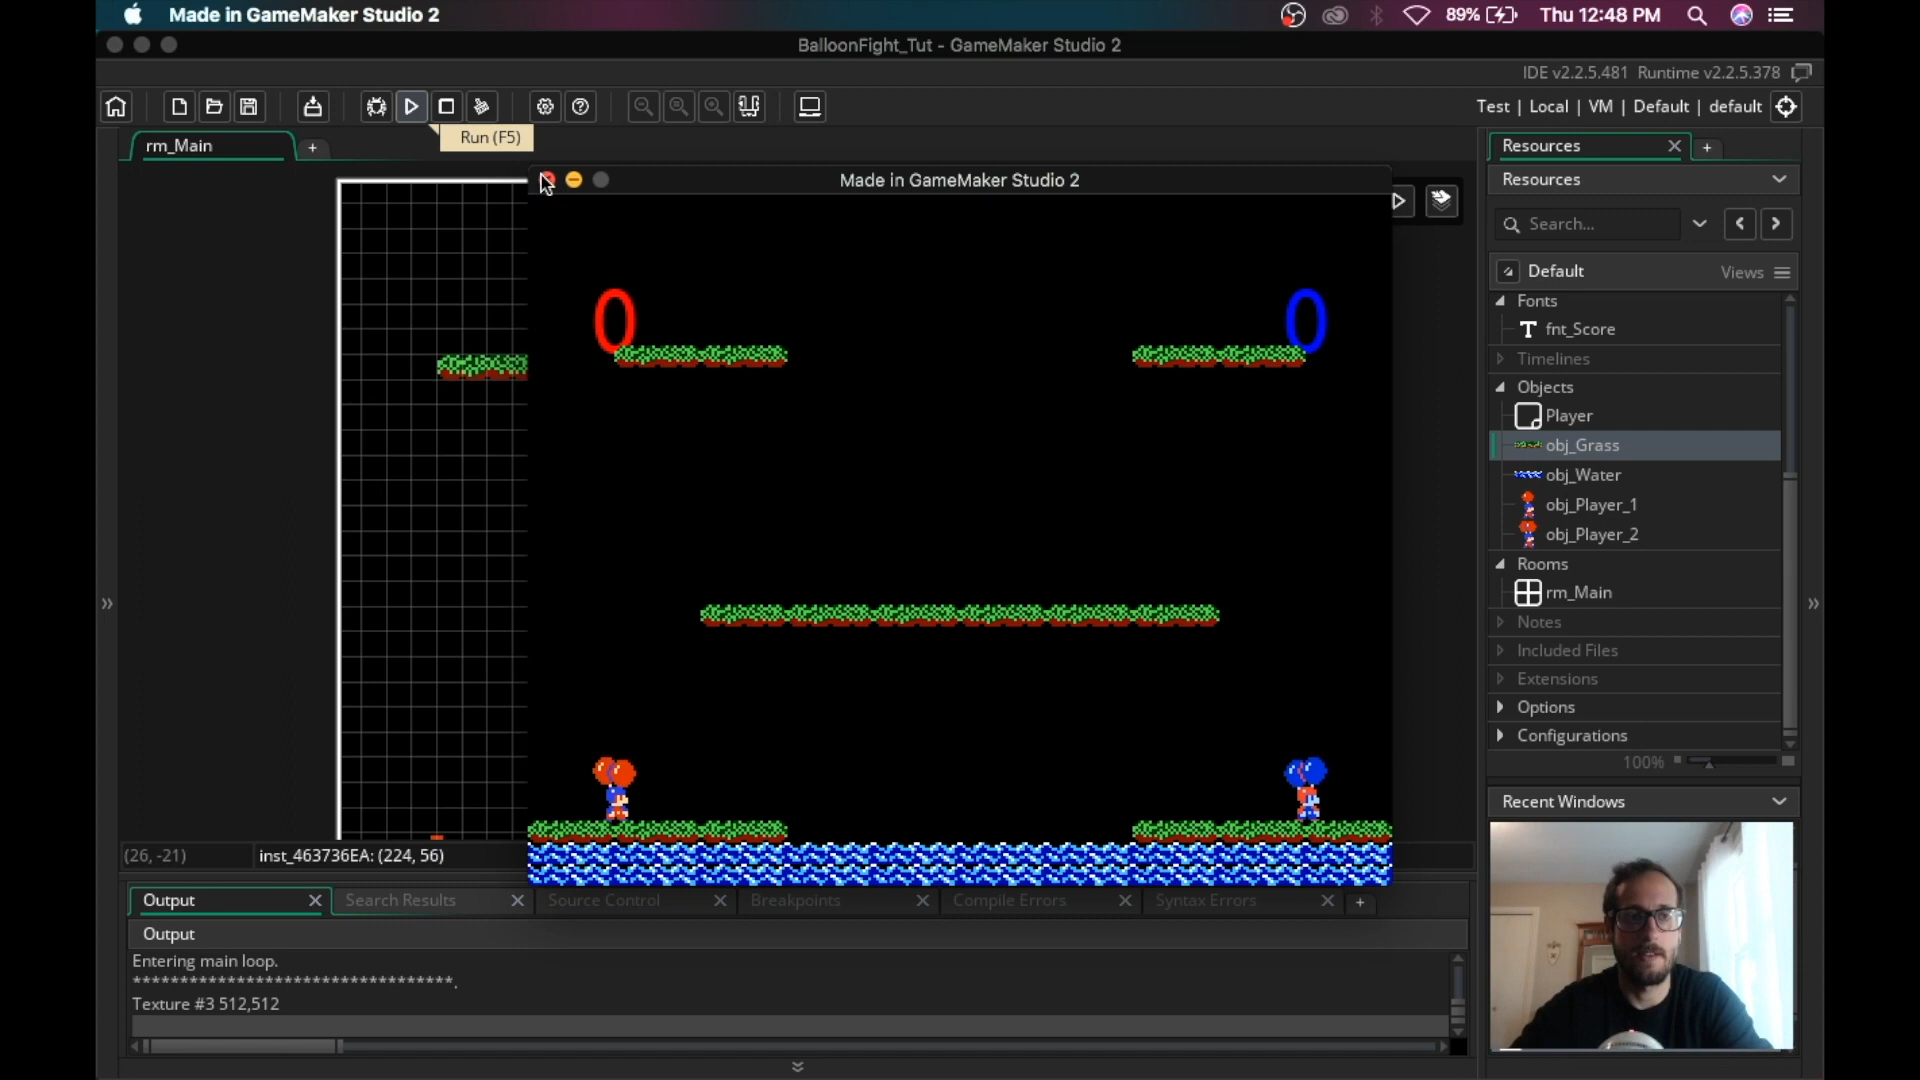 Made in GameMaker Studio 2
89%
Thu 12:48 PM
BalloonFight_Tut - GameMaker Studio 2
IDE v2.2.5.481 Runtime v2.2.5.378
Test | Local | VM | Default | default
Run (F5)
rm_Main
+
Resources
+
Made in GameMaker Studio 2
Resources
Search...
Default
Views
0
0
Fonts
fnt_Score
Timelines
Objects
Player
obj_Grass
obj_Water
obj_Player_1
obj_Player_2
Rooms
rm_Main
Notes
Included Files
Extensions
Options
Configurations
100%
Recent Windows
(26, -21)
inst_463736EA: (224, 56)
Output
Search Results
Source Control
Breakpoints
Compile Errors
Syntax Errors
+
Output
Entering main loop.
**********************************.
Texture #3 512,512